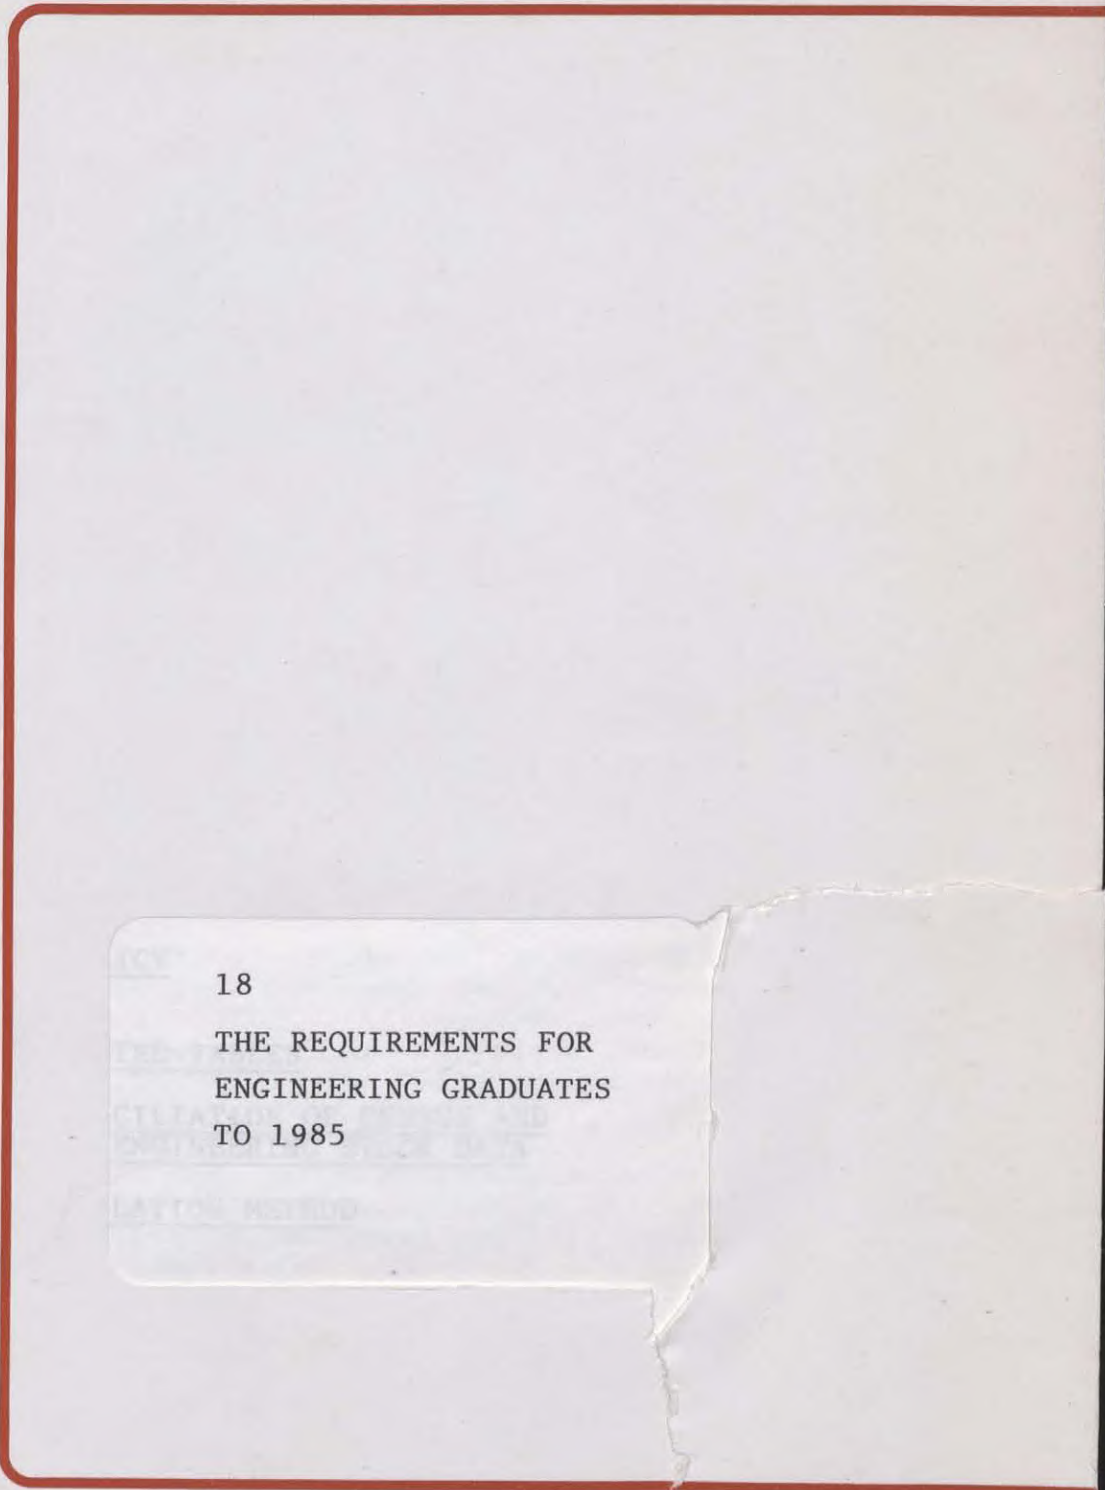 18
THE REQUIREMENTS FOR
ENGINEERING GRADUATES
TO 1985